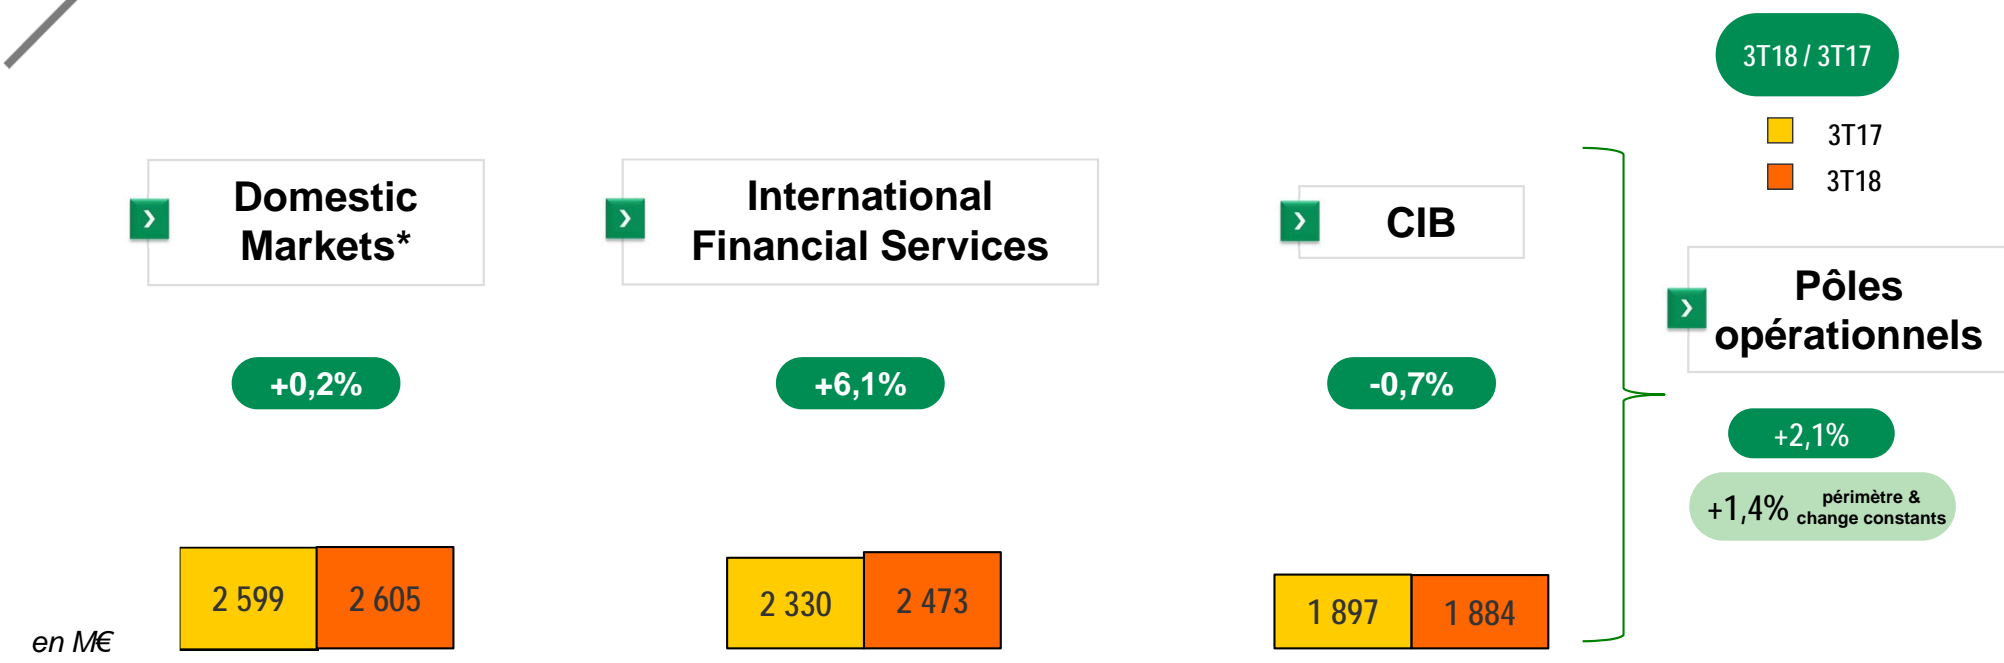 3T18 / 3T17
3T17
3T18
Domestic
Markets*
International
Financial Services
CIB
Pôles
opérationnels
+0,2%
+6,1%
-0,7%
+2,1%
+1,4% périmètre &
change constants
2 599
2 605
2 330
2 473
1 897
1 884
en M€